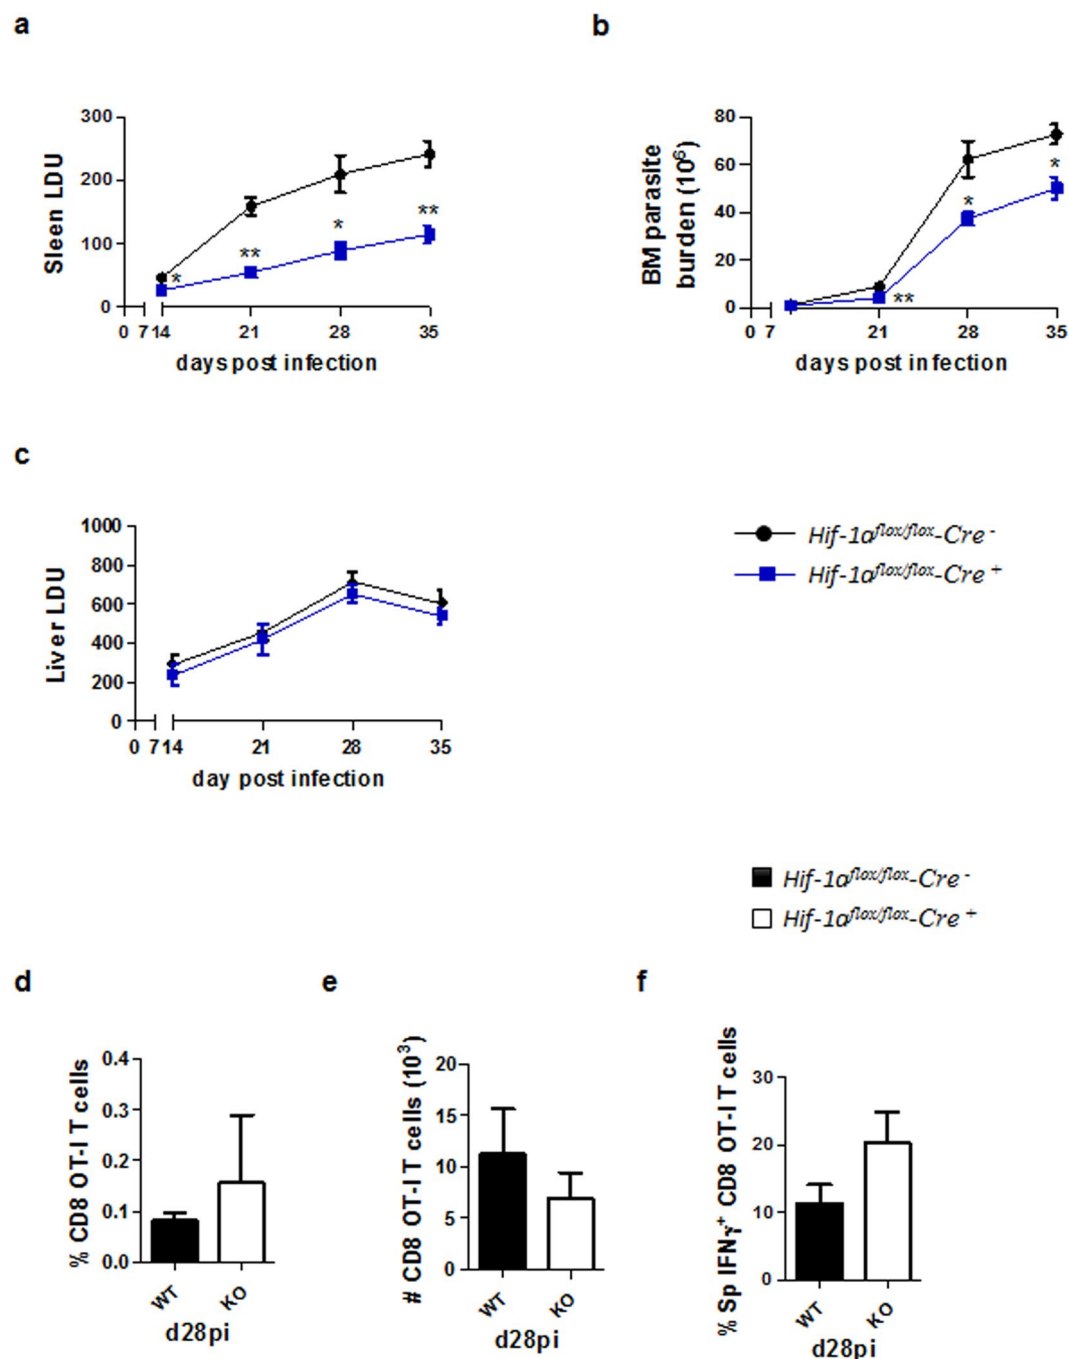 a
b
300
200
100
0
Sleen LDU
*
**
*
**
0 7 14 21 28 35
days post infection
80
60
40
20
0
BM parasite
burden (10⁶)
**
*
*
0 7 21 28 35
days post infection
c
1000
800
600
400
200
0
Liver LDU
0 7 14 21 28 35
day post infection
Hif-1α^flox/flox-Cre⁻
Hif-1α^flox/flox-Cre⁺
Hif-1α^flox/flox-Cre⁻
Hif-1α^flox/flox-Cre⁺
d
e
f
% CD8 OT-I T cells
0.4
0.3
0.2
0.1
0.0
WT KO
d28pi
# CD8 OT-I T cells (10³)
20
15
10
5
0
WT KO
d28pi
% Sp IFNγ⁺ CD8 OT-I T cells
30
20
10
0
WT KO
d28pi